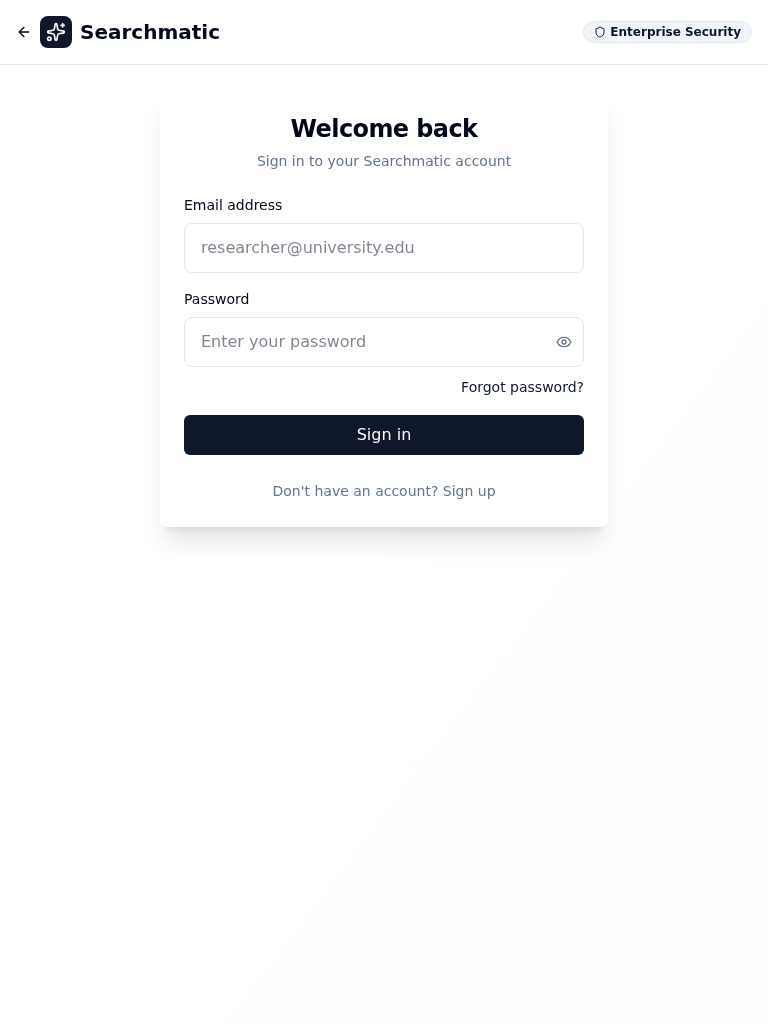 Searchmatic
Enterprise Security
Welcome back
Sign in to your Searchmatic account
Email address
researcher@university.edu
Password
Enter your password
Forgot password?
Sign in
Don't have an account? Sign up